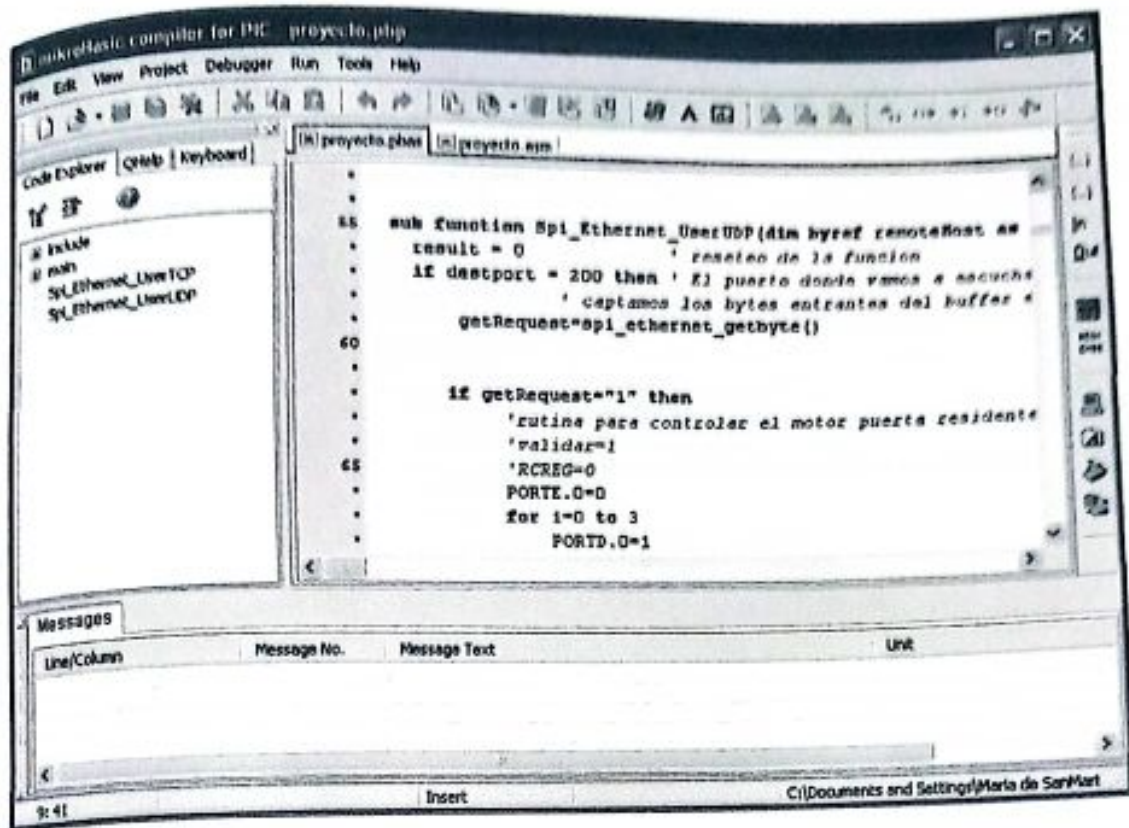 mikroBasic compiler for PIC proyecto.pbp
File Edit View Project Debugger Run Tools Help
Code Explorer QHelp Keyboard
include
main
Spi_Ethernet_UserTCP
Spi_Ethernet_UserUDP
proyecto.pbas proyecto.asm
55 sub function Spi_Ethernet_UserUDP(dim byref remoteHost as
result = 0 ' reseteo de la funcion
if destport = 200 then ' El puerto donde vamos a escucha
' captamos los bytes entrantes del buffer
getRequest=spi_ethernet_getbyte()
60
if getRequest="1" then
'rutina para controlar el motor puerta residente
'validar=1
65 'RCREG=0
PORTE.0=0
for i=0 to 3
PORTD.0=1
Messages
Line/Column Message No. Message Text Unit
9: 41 Insert C:\Documents and Settings\Maria de SanMart